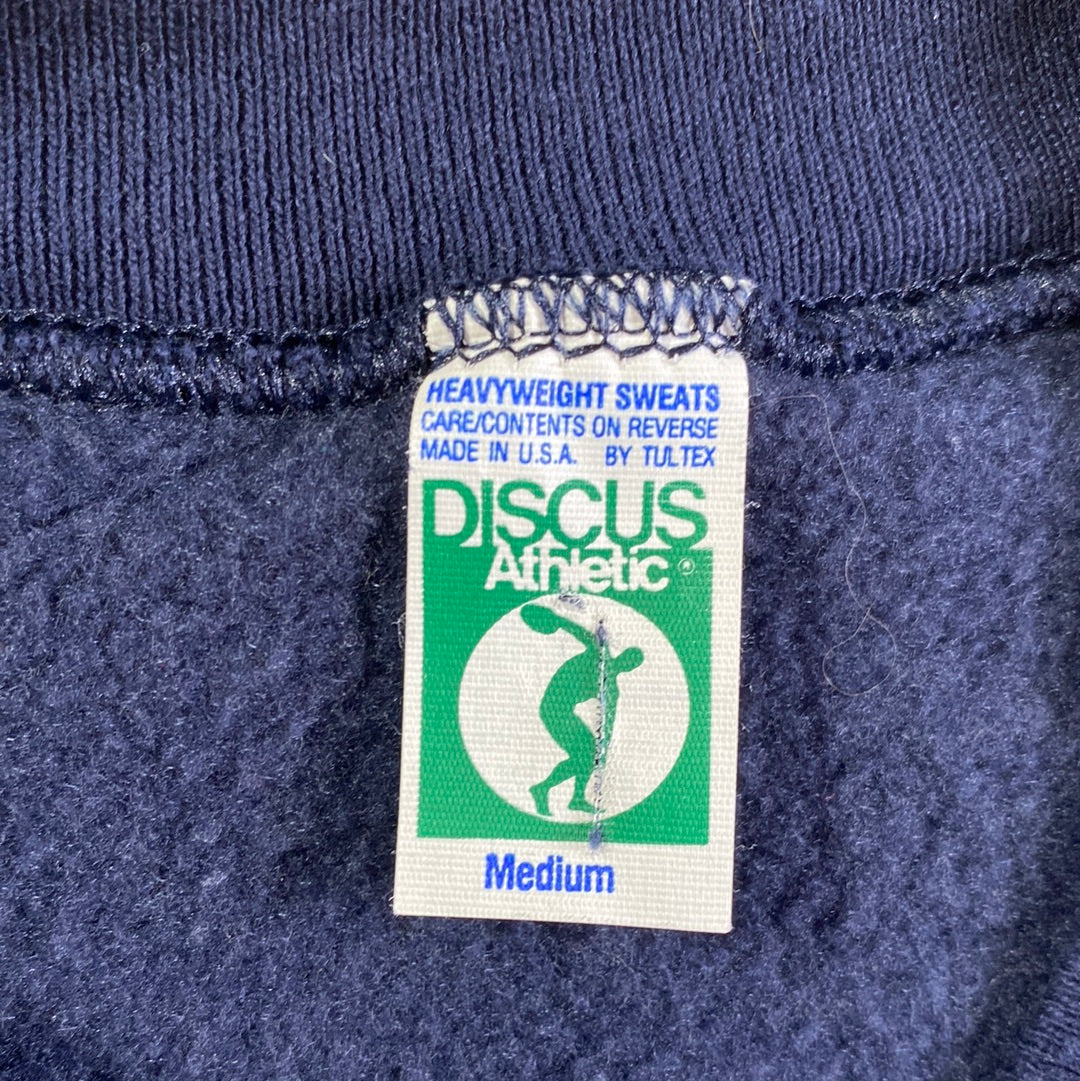 HEAVYWEIGHT SWEATS
CARE/CONTENTS ON REVERSE
MADE IN U.S.A. BY TULTEX
DISCUS
Athletic ®
Medium